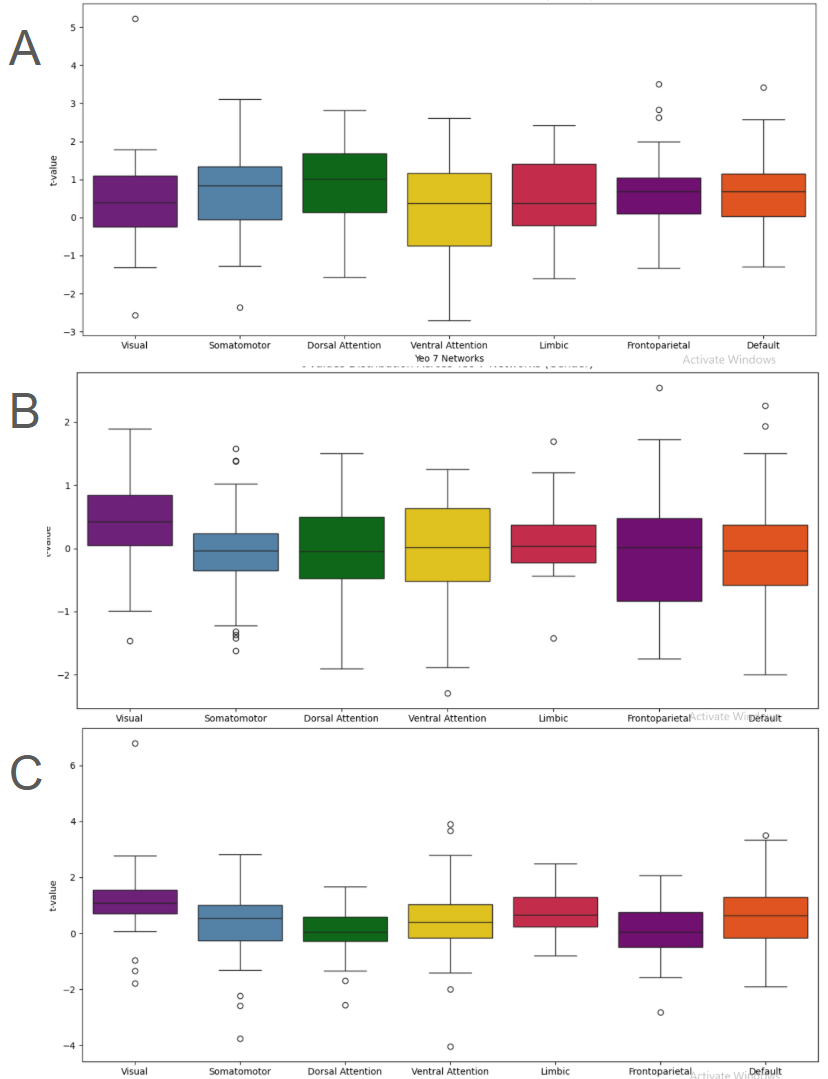 A
5
4
3
2
1
0
−1
−2
−3
t-value
Visual Somatomotor Dorsal Attention Ventral Attention Limbic Frontoparietal Default
Yeo 7 Networks
Activate Windows
B
2
1
0
−1
−2
t-value
Visual Somatomotor Dorsal Attention Ventral Attention Limbic Frontoparietal Default
Activate Windows
C
6
4
2
0
−2
−4
t-value
Visual Somatomotor Dorsal Attention Ventral Attention Limbic Frontoparietal Default
Activate Windows